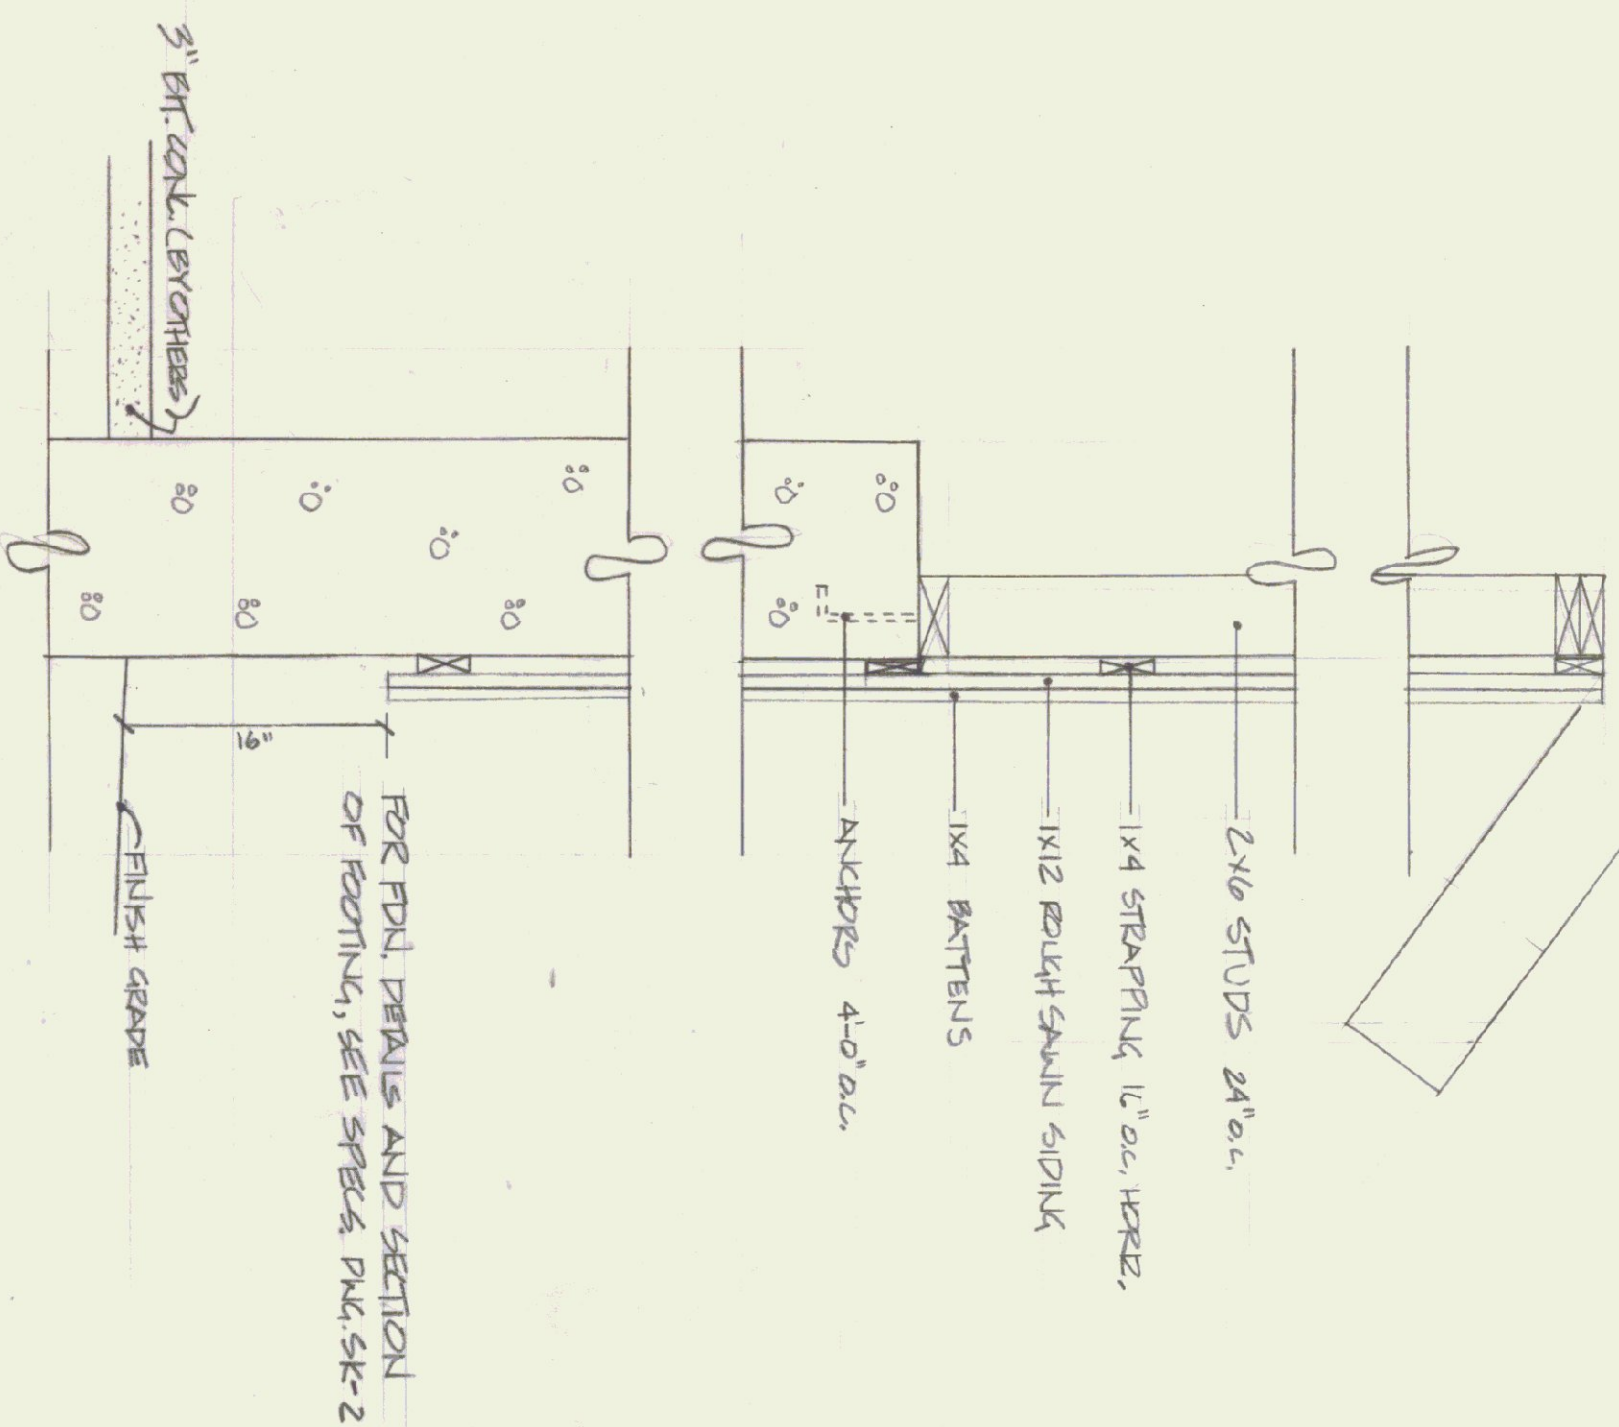 2X6 STUDS 24" O.C.
1X4 STRAPPING 16" O.C. HORIZ.
1X12 ROUGH SAWN SIDING
1X4 BATTENS
ANCHORS 4'-0" O.C.
FOR FDN. DETAILS AND SECTION
OF FOOTING, SEE SPECS. DWG. SK-2
16"
3" BIT. CONC. (BY OTHERS)
FINISH GRADE